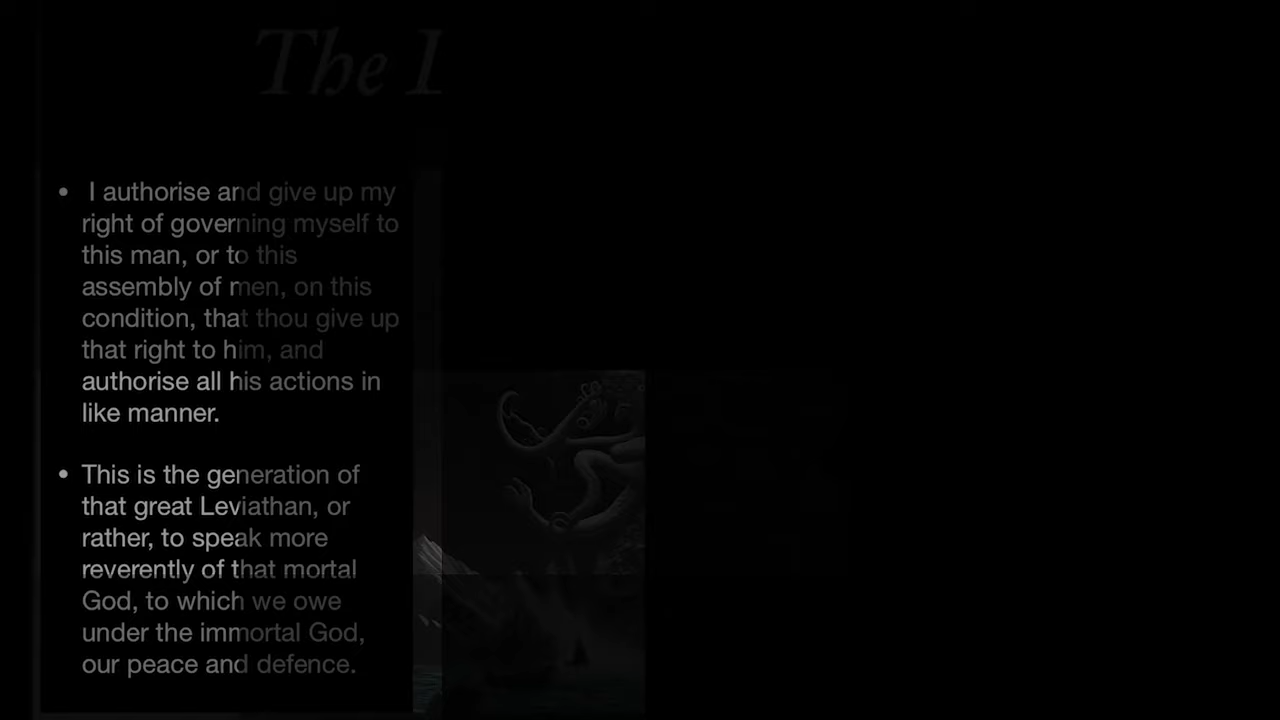 The
• I authorise and give up my
right of governing myself to
this man, or to this
assembly of men, on this
condition, that thou give up
that right to him, and
authorise all his actions in
like manner.
• This is the generation of
that great Leviathan, or
rather, to speak more
reverently of that mortal
God, to which we owe
under the immortal God,
our peace and defence.